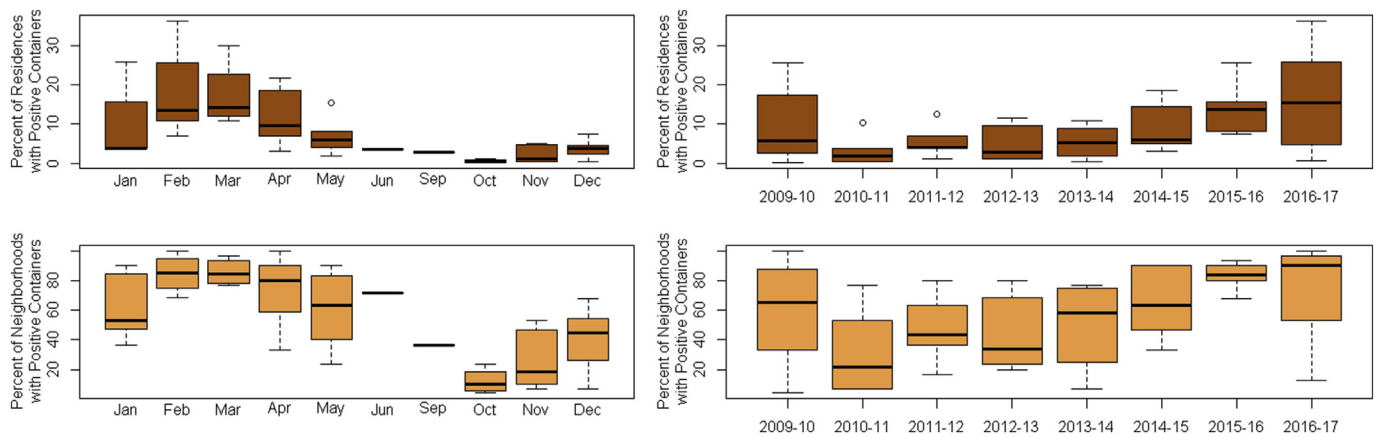 Percent of Residences
with Positive Containers
0 10 20 30
Jan Feb Mar Apr May Jun Sep Oct Nov Dec
Percent of Residences
with Positive Containers
0 10 20 30
2009-10 2010-11 2011-12 2012-13 2013-14 2014-15 2015-16 2016-17
Percent of Neighborhoods
with Positive Containers
20 40 60 80
Jan Feb Mar Apr May Jun Sep Oct Nov Dec
Percent of Neighborhoods
with Positive COntainers
20 40 60 80
2009-10 2010-11 2011-12 2012-13 2013-14 2014-15 2015-16 2016-17